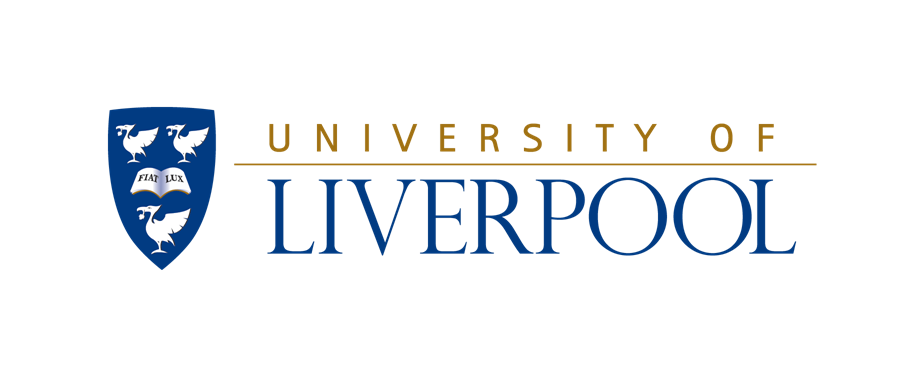 UNIVERSITY OF
LIVERPOOL
FIAT LUX